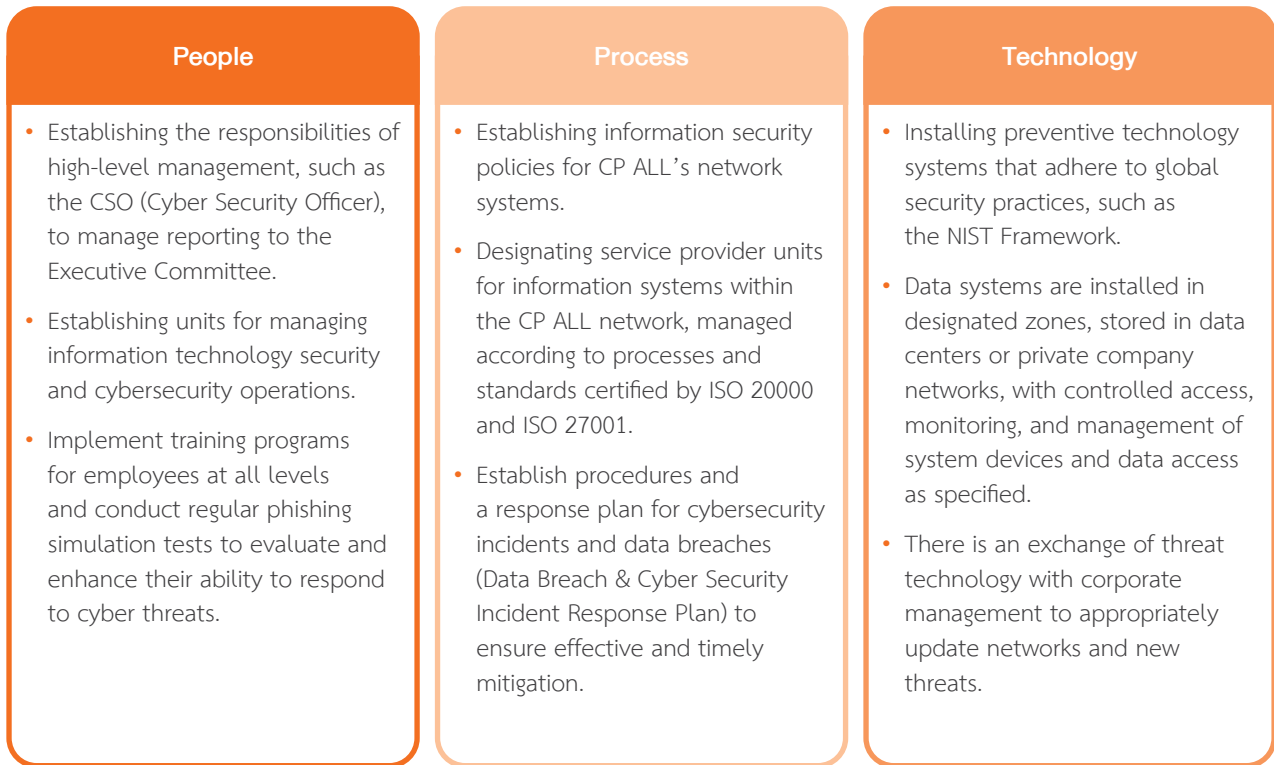 People
• Establishing the responsibilities of
high-level management, such as
the CSO (Cyber Security Officer),
to manage reporting to the
Executive Committee.
• Establishing units for managing
information technology security
and cybersecurity operations.
• Implement training programs
for employees at all levels
and conduct regular phishing
simulation tests to evaluate and
enhance their ability to respond
to cyber threats.
Process
• Establishing information security
policies for CP ALL's network
systems.
• Designating service provider units
for information systems within
the CP ALL network, managed
according to processes and
standards certified by ISO 20000
and ISO 27001.
• Establish procedures and
a response plan for cybersecurity
incidents and data breaches
(Data Breach & Cyber Security
Incident Response Plan) to
ensure effective and timely
mitigation.
Technology
• Installing preventive technology
systems that adhere to global
security practices, such as
the NIST Framework.
• Data systems are installed in
designated zones, stored in data
centers or private company
networks, with controlled access,
monitoring, and management of
system devices and data access
as specified.
• There is an exchange of threat
technology with corporate
management to appropriately
update networks and new
threats.